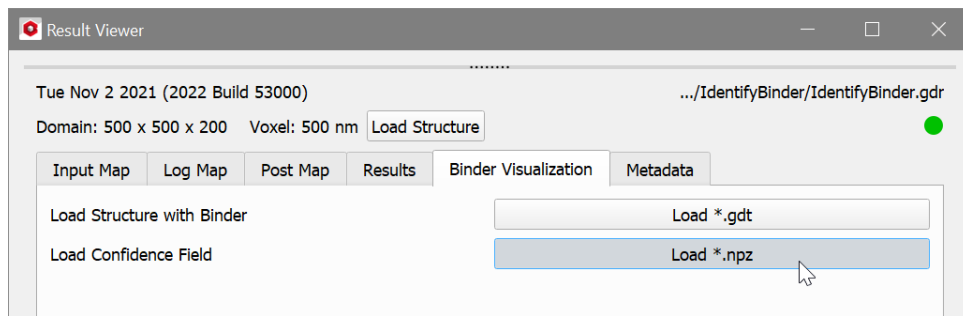 Result Viewer
Tue Nov 2 2021 (2022 Build 53000) .../IdentifyBinder/IdentifyBinder.gdr
Domain: 500 x 500 x 200 Voxel: 500 nm Load Structure
Input Map Log Map Post Map Results Binder Visualization Metadata
Load Structure with Binder Load *.gdt
Load Confidence Field Load *.npz